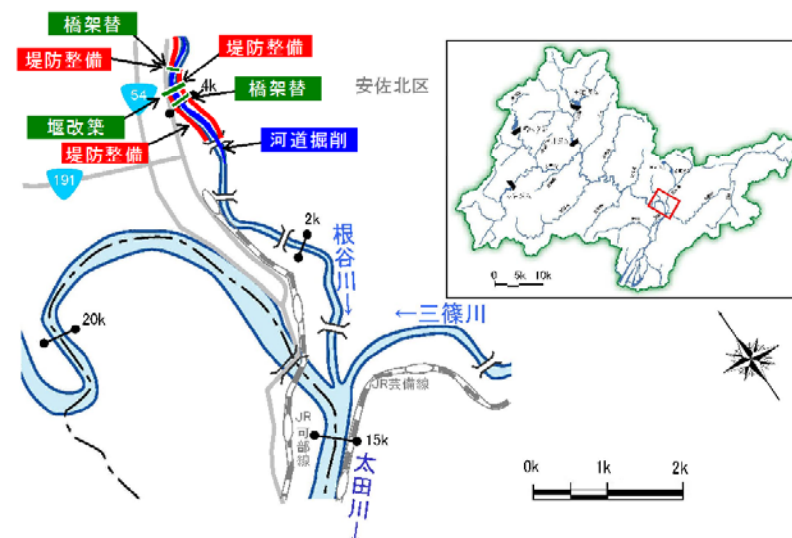 橋架替
堤防整備
堤防整備
4k
橋架替
安佐北区
54
堰改築
堤防整備
河道掘削
191
2k
根谷川→
←三篠川
20k
JR芸備線
JR可部線
15k
太田川→
0 5k 10k
0k 1k 2k